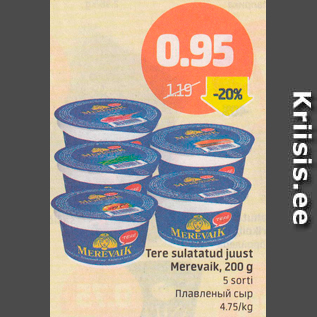 0.95
1.19
-20%
MEREVAIK
MEREVAIK
MEREVAIK
MEREVAIK
Tere sulatatud juust
Merevaik, 200 g
5 sorti
Плавленый сыр
4.75/kg
Kriisis.ee